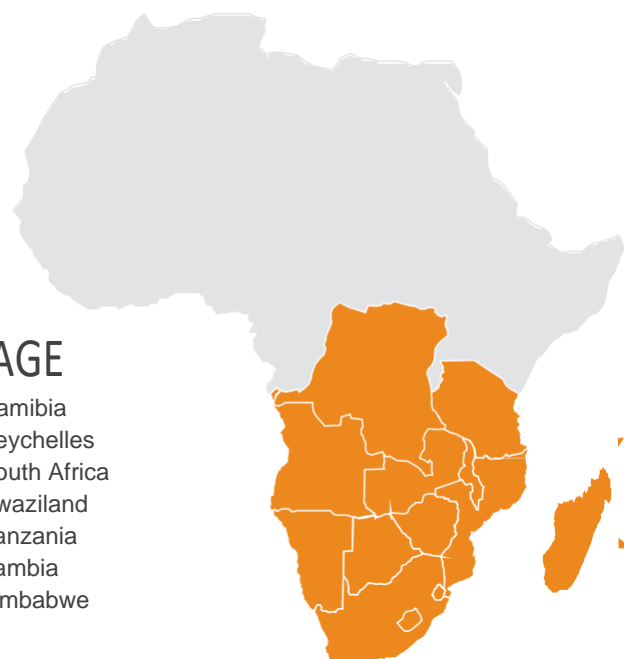 AGE
amibia
eychelles
outh Africa
waziland
anzania
ambia
mbabwe